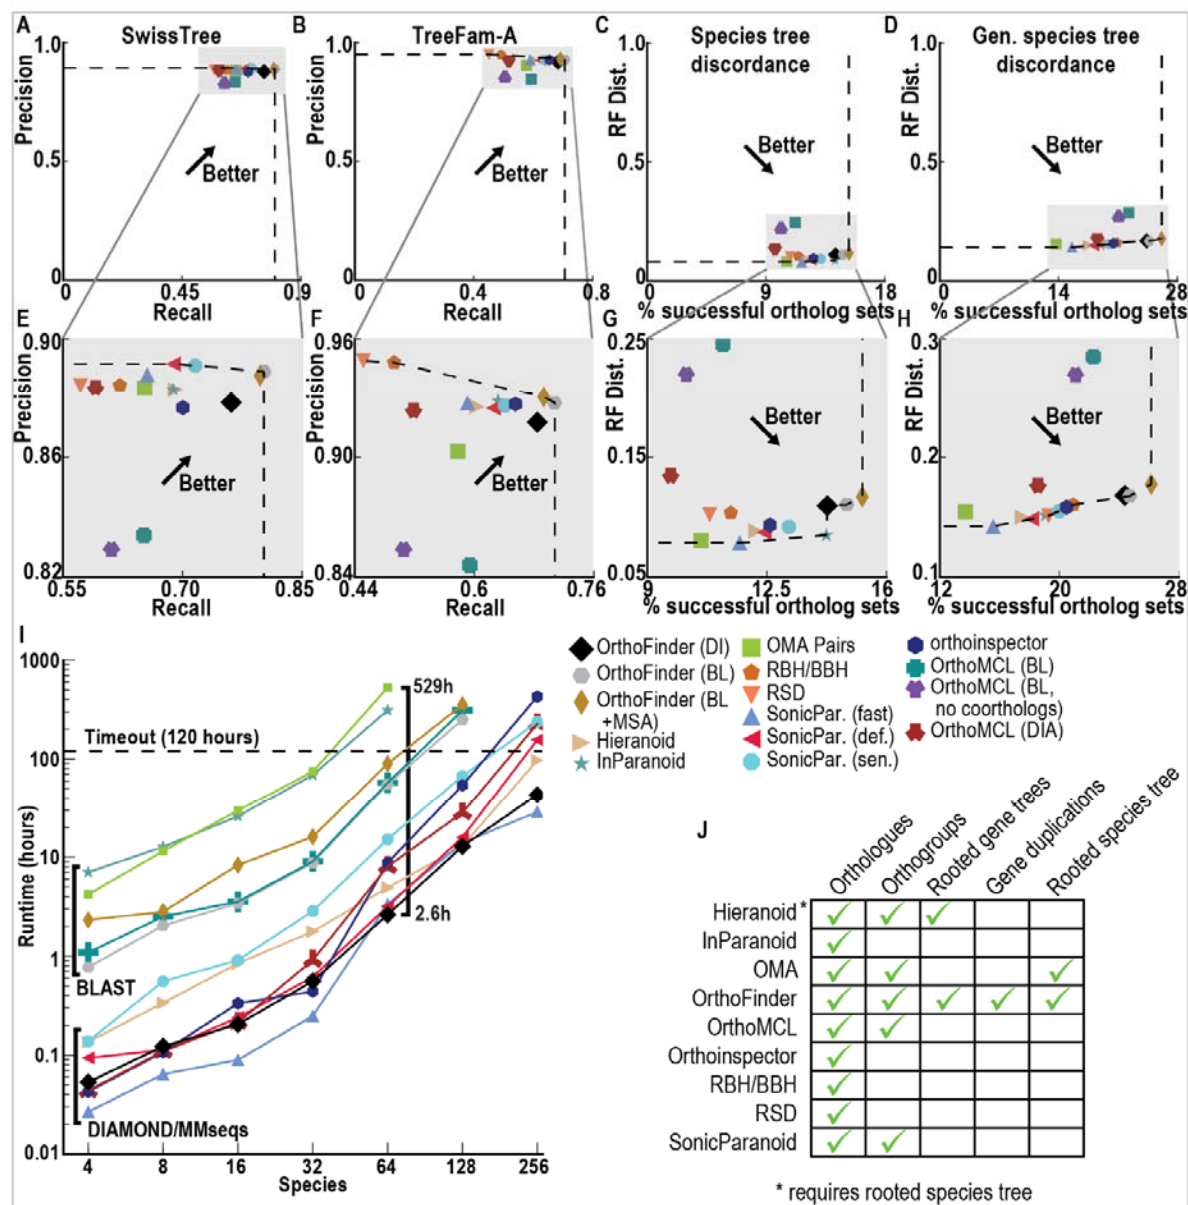 A
SwissTree
Precision
1.0
0.5
0
0
0.45
0.9
Recall
Better
B
TreeFam-A
Precision
1.0
0.5
0
0
0.4
0.8
Recall
Better
C
Species tree
discordance
RF Dist.
1.0
0.5
0
0
9
18
% successful ortholog sets
Better
D
Gen. species tree
discordance
RF Dist.
1.0
0.5
0
0
14
28
% successful ortholog sets
Better
E
Precision
0.90
0.86
0.82
0.55
0.70
0.85
Recall
Better
F
Precision
0.96
0.90
0.84
0.44
0.6
0.76
Recall
Better
G
RF Dist.
0.25
0.15
0.05
9
12.5
16
% successful ortholog sets
Better
H
RF Dist.
0.3
0.2
0.1
12
20
28
% successful ortholog sets
Better
I
Runtime (hours)
1000
100
10
1
0.1
0.01
4
8
16
32
64
128
256
Species
Timeout (120 hours)
529h
2.6h
BLAST
DIAMOND/MMseqs
OrthoFinder (DI)
OrthoFinder (BL)
OrthoFinder (BL
+MSA)
Hieranoid
InParanoid
OMA Pairs
RBH/BBH
RSD
SonicPar. (fast)
SonicPar. (def.)
SonicPar. (sen.)
orthoinspector
OrthoMCL (BL)
OrthoMCL (BL,
no coorthologs)
OrthoMCL (DIA)
J
Orthologues
Orthogroups
Rooted gene trees
Gene duplications
Rooted species tree
Hieranoid*
InParanoid
OMA
OrthoFinder
OrthoMCL
Orthoinspector
RBH/BBH
RSD
SonicParanoid
* requires rooted species tree